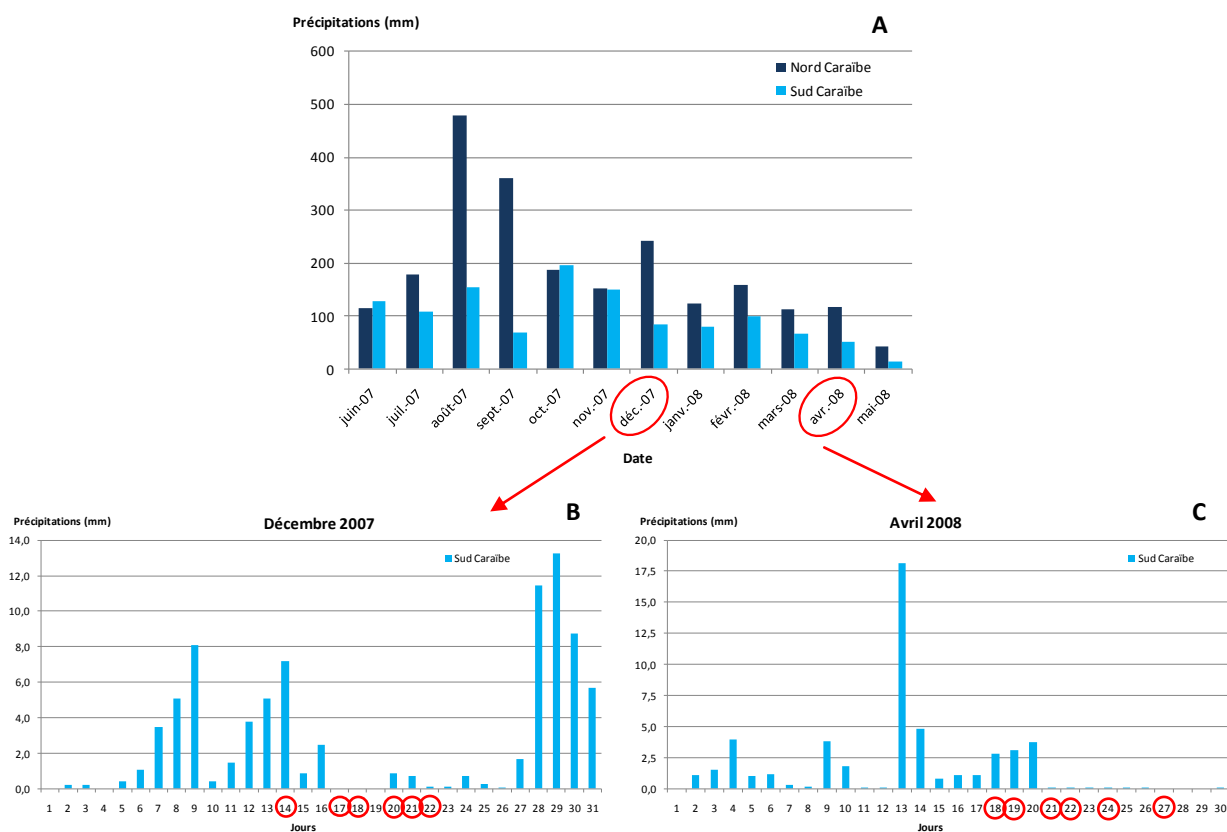 Précipitations (mm)
A
600
500
400
300
200
100
0
Nord Caraïbe
Sud Caraïbe
juin-07 juil.-07 août-07 sept.-07 oct.-07 nov.-07 déc.-07 janv.-08 févr.-08 mars-08 avr.-08 mai-08
Date
Précipitations (mm)
Décembre 2007
B
14,0
12,0
10,0
8,0
6,0
4,0
2,0
0,0
Sud Caraïbe
1 2 3 4 5 6 7 8 9 10 11 12 13 14 15 16 17 18 19 20 21 22 23 24 25 26 27 28 29 30 31
Jours
Précipitations (mm)
Avril 2008
C
20,0
17,5
15,0
12,5
10,0
7,5
5,0
2,5
0,0
Sud Caraïbe
1 2 3 4 5 6 7 8 9 10 11 12 13 14 15 16 17 18 19 20 21 22 23 24 25 26 27 28 29 30
Jours